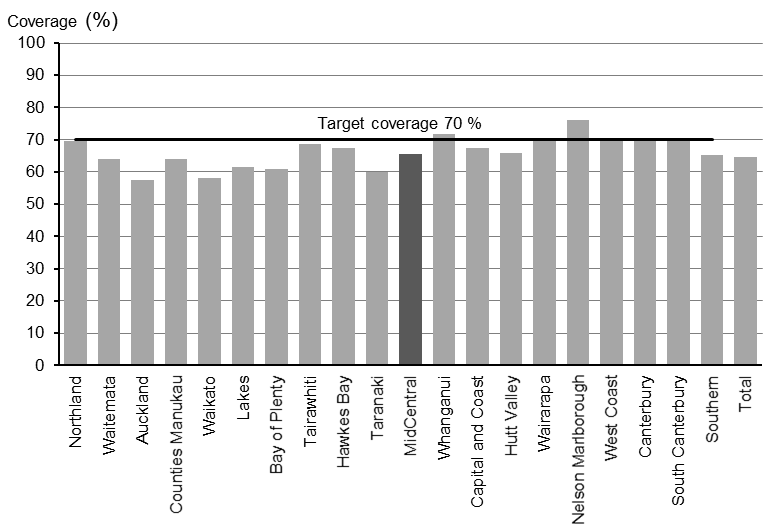 Coverage (%)
100
90
80
70
60
50
40
30
20
10
0
Target coverage 70 %
Northland
Waitemata
Auckland
Counties Manukau
Waikato
Lakes
Bay of Plenty
Tairawhiti
Hawkes Bay
Taranaki
MidCentral
Whanganui
Capital and Coast
Hutt Valley
Wairarapa
Nelson Marlborough
West Coast
Canterbury
South Canterbury
Southern
Total